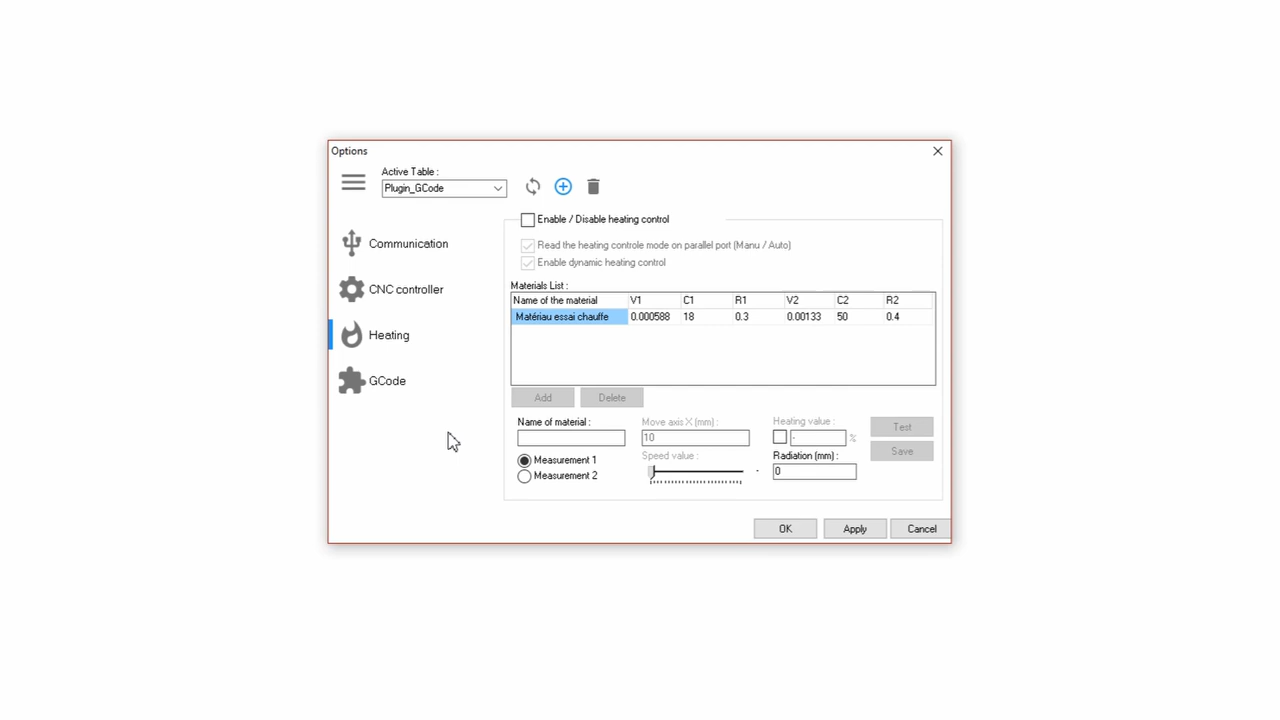 Options
Active Table :
Plugin_GCode
Communication
CNC controller
Heating
GCode
Enable / Disable heating control
Read the heating controle mode on parallel port (Manu / Auto)
Enable dynamic heating control
Materials List :
Name of the material V1 C1 R1 V2 C2 R2
Matériau essai chauffe 0.000588 18 0.3 0.00133 50 0.4
Add Delete
Name of material : Move axis X (mm) : Heating value :
10 - % Test
Measurement 1 Speed value : Radiation (mm) : Save
Measurement 2 - 0
OK Apply Cancel